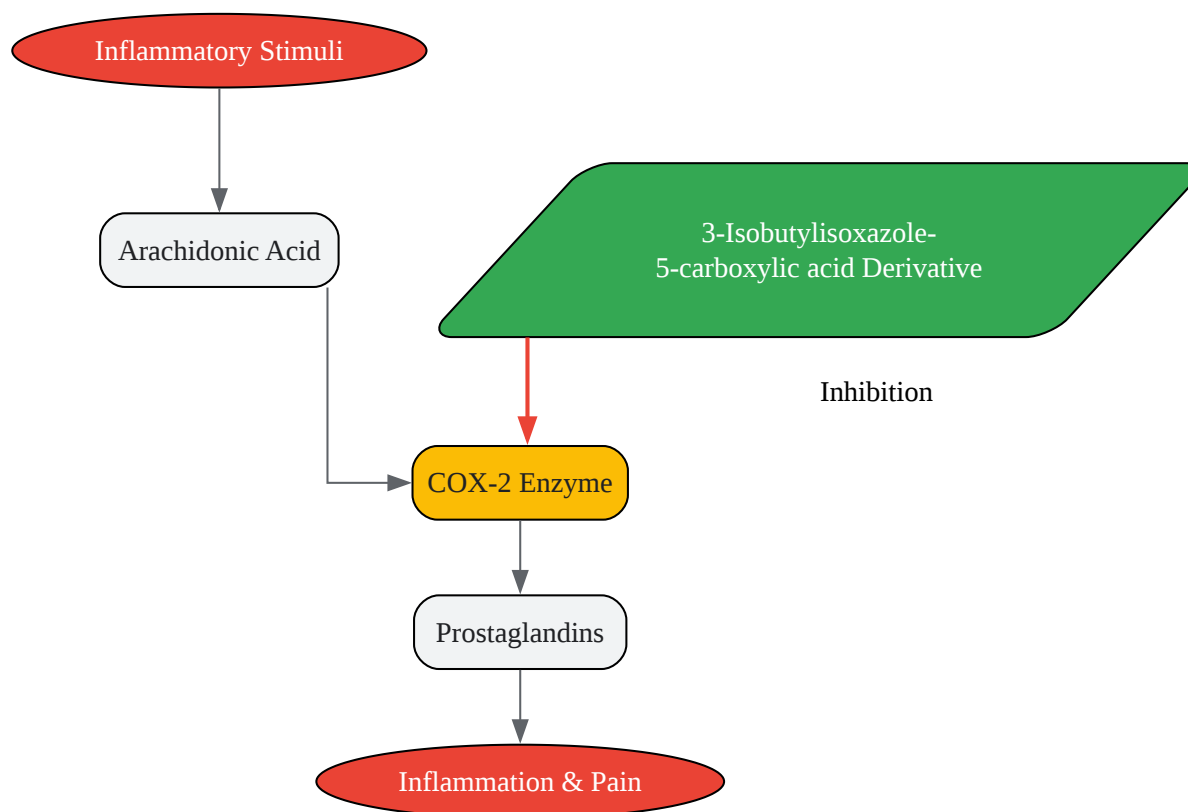 Inflammatory Stimuli
Arachidonic Acid
3-Isobutylisoxazole-
5-carboxylic acid Derivative
Inhibition
COX-2 Enzyme
Prostaglandins
Inflammation & Pain